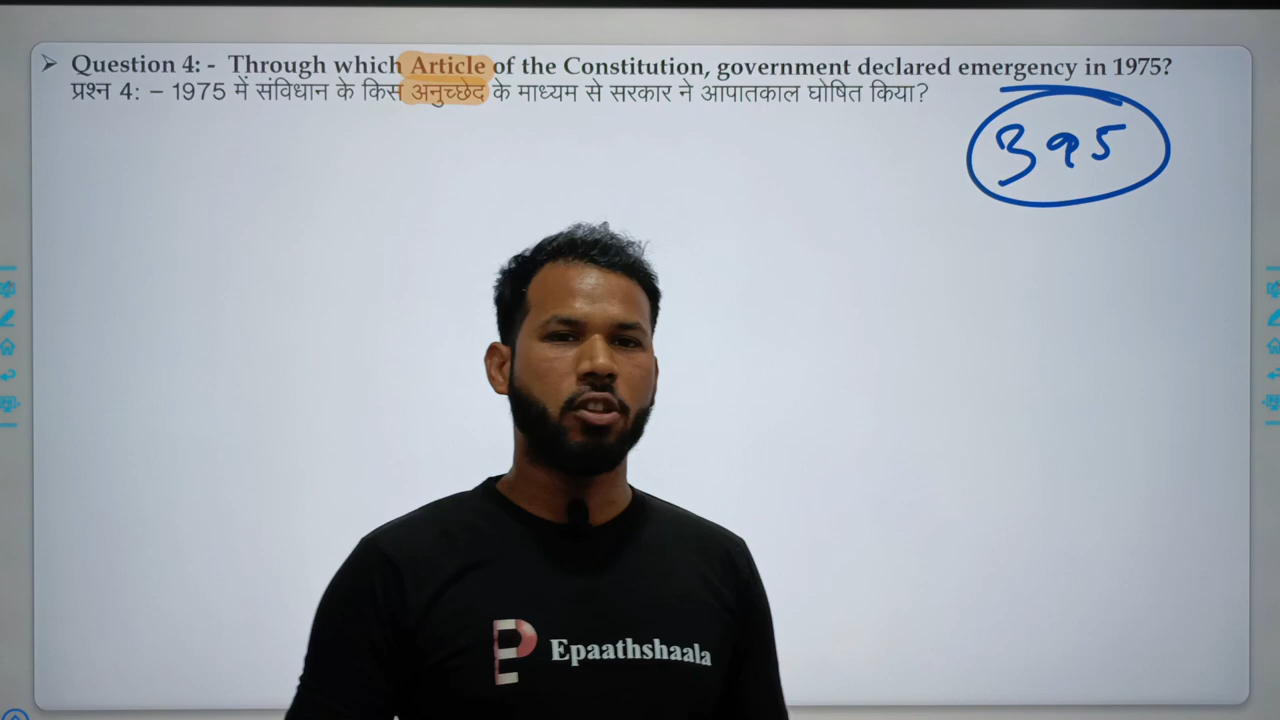 Question 4: - Through which Article of the Constitution, government declared emergency in 1975?
प्रश्न 4: – 1975 में संविधान के किस अनुच्छेद के माध्यम से सरकार ने आपातकाल घोषित किया?
395
Epaathshaala